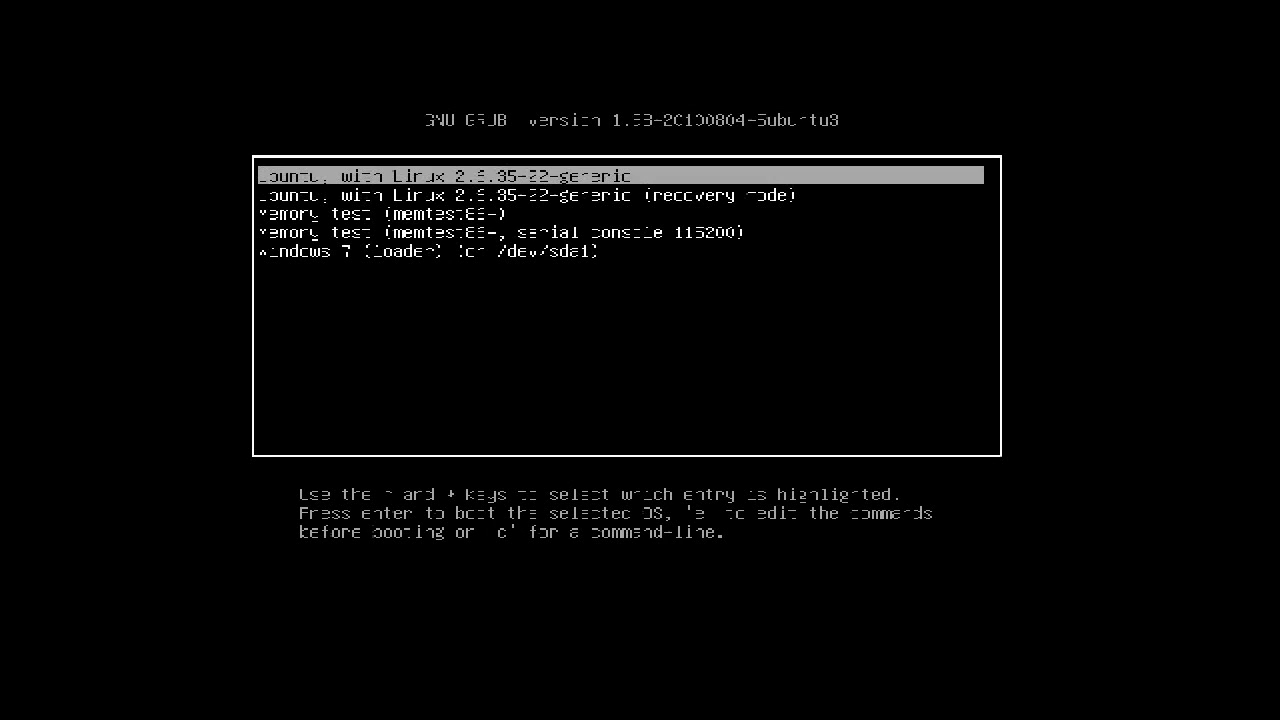 GNU GRUB version 1.98-20100804-5ubuntu3
Ubuntu, with Linux 2.6.35-22-generic
Ubuntu, with Linux 2.6.35-22-generic (recovery mode)
Memory test (memtest86+)
Memory test (memtest86+, serial console 115200)
Windows 7 (loader) (on /dev/sda1)
Use the ↑ and ↓ keys to select which entry is highlighted.
Press enter to boot the selected OS, 'e' to edit the commands
before booting or 'c' for a command-line.